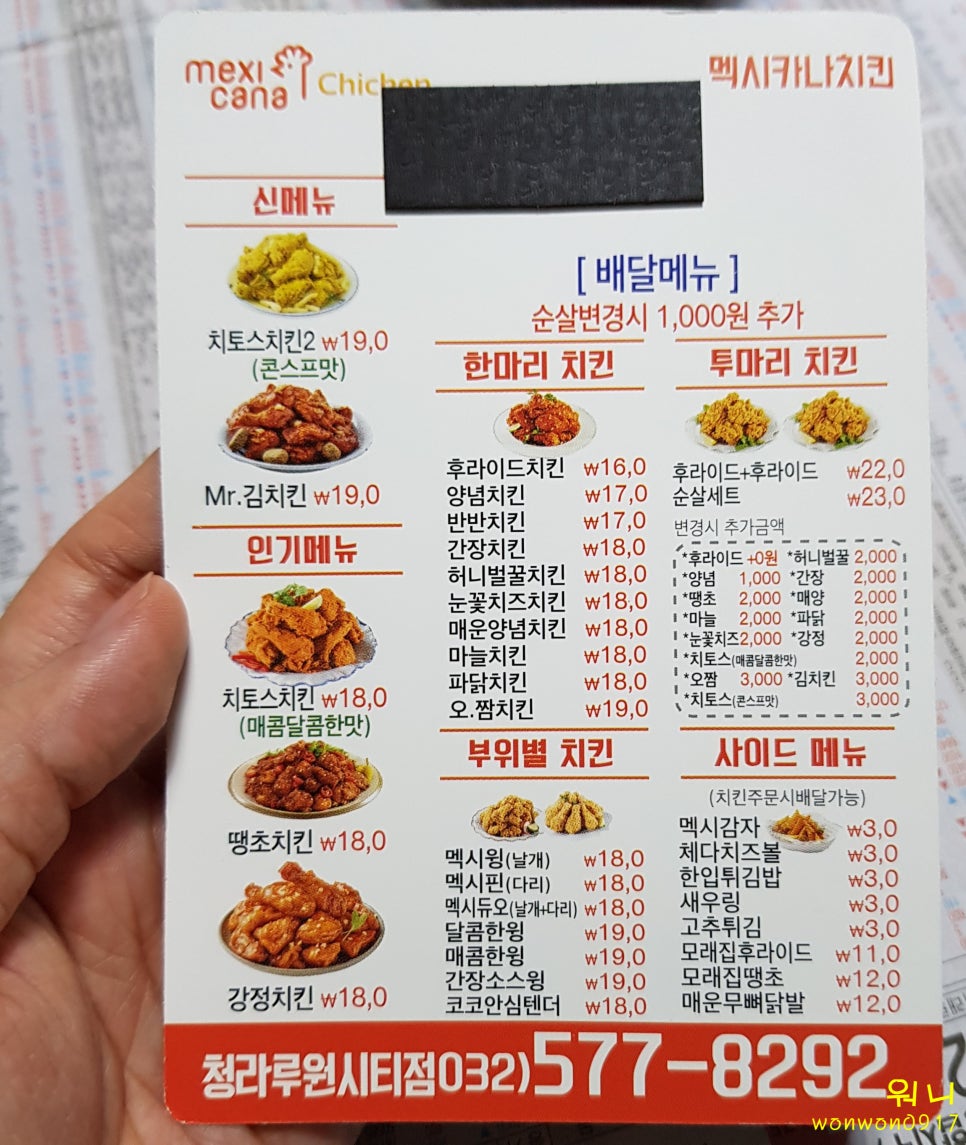 mexi
cana
Chicken
멕시카나치킨
신메뉴
치토스치킨2 ₩19,0
(콘스프맛)
Mr.김치킨 ₩19,0
인기메뉴
치토스치킨 ₩18,0
(매콤달콤한맛)
땡초치킨 ₩18,0
강정치킨 ₩18,0
[ 배달메뉴 ]
순살변경시 1,000원 추가
한마리 치킨
후라이드치킨 ₩16,0
양념치킨 ₩17,0
반반치킨 ₩17,0
간장치킨 ₩18,0
허니벌꿀치킨 ₩18,0
눈꽃치즈치킨 ₩18,0
매운양념치킨 ₩18,0
마늘치킨 ₩18,0
파닭치킨 ₩18,0
오.짬치킨 ₩19,0
부위별 치킨
멕시윙(날개) ₩18,0
멕시핀(다리) ₩18,0
멕시듀오(날개+다리) ₩18,0
달콤한윙 ₩19,0
매콤한윙 ₩19,0
간장소스윙 ₩19,0
코코안심텐더 ₩18,0
투마리 치킨
후라이드+후라이드 ₩22,0
순살세트 ₩23,0
변경시 추가금액
*후라이드 +0원 *허니벌꿀 2,000
*양념 1,000 *간장 2,000
*땡초 2,000 *매양 2,000
*마늘 2,000 *파닭 2,000
*눈꽃치즈2,000 *강정 2,000
*치토스(매콤달콤한맛) 2,000
*오짬 3,000 *김치킨 3,000
*치토스(콘스프맛) 3,000
사이드 메뉴
(치킨주문시배달가능)
멕시감자 ₩3,0
체다치즈볼 ₩3,0
한입튀김밥 ₩3,0
새우링 ₩3,0
고추튀김 ₩3,0
모래집후라이드 ₩11,0
모래집땡초 ₩12,0
매운무뼈닭발 ₩12,0
청라루원시티점032)577-8292
워니
wonwon0917